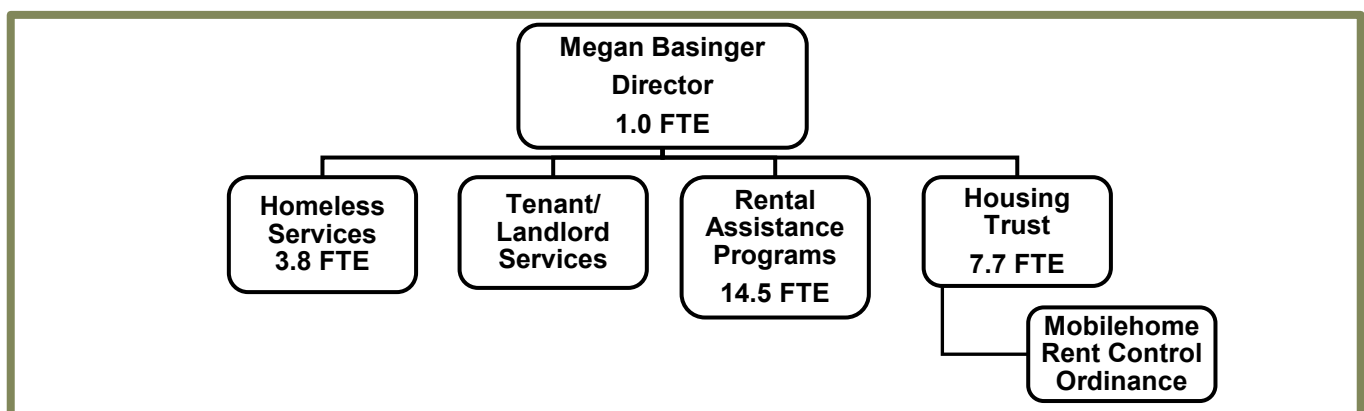 Megan Basinger
Director
1.0 FTE
Homeless
Services
3.8 FTE
Tenant/
Landlord
Services
Rental
Assistance
Programs
14.5 FTE
Housing
Trust
7.7 FTE
Mobilehome
Rent Control
Ordinance